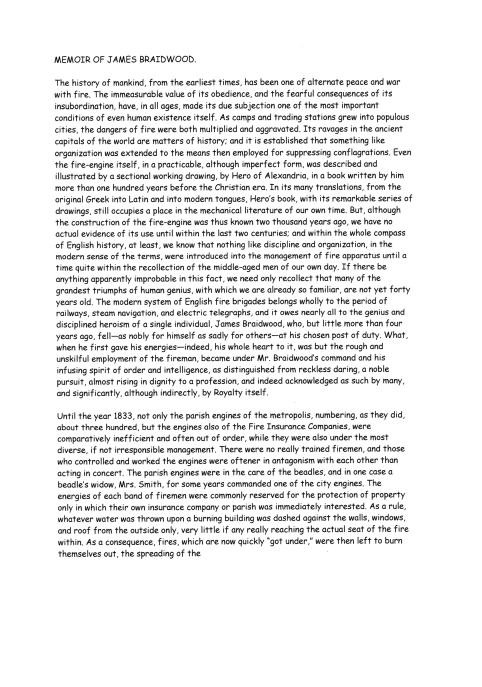 MEMOIR OF JAMES BRAIDWOOD.
The history of mankind, from the earliest times, has been one of alternate peace and war
with fire. The immeasurable value of its obedience, and the fearful consequences of its
insubordination, have, in all ages, made its due subjection one of the most important
conditions of even human existence itself. As camps and trading stations grew into populous
cities, the dangers of fire were both multiplied and aggravated. Its ravages in the ancient
capitals of the world are matters of history; and it is established that something like
organization was extended to the means then employed for suppressing conflagrations. Even
the fire-engine itself, in a practicable, although imperfect form, was described and
illustrated by a sectional working drawing, by Hero of Alexandria, in a book written by him
more than one hundred years before the Christian era. In its many translations, from the
original Greek into Latin and into modern tongues, Hero's book, with its remarkable series of
drawings, still occupies a place in the mechanical literature of our own time. But, although
the construction of the fire-engine was thus known two thousand years ago, we have no
actual evidence of its use until within the last two centuries; and within the whole compass
of English history, at least, we know that nothing like discipline and organization, in the
modern sense of the terms, were introduced into the management of fire apparatus until a
time quite within the recollection of the middle-aged men of our own day. If there be
anything apparently improbable in this fact, we need only recollect that many of the
grandest triumphs of human genius, with which we are already so familiar, are not yet forty
years old. The modern system of English fire brigades belongs wholly to the period of
railways, steam navigation, and electric telegraphs, and it owes nearly all to the genius and
disciplined heroism of a single individual, James Braidwood, who, but little more than four
years ago, fell—as nobly for himself as sadly for others—at his chosen post of duty. What,
when he first gave his energies—indeed, his whole heart to it, was but the rough and
unskilful employment of the fireman, became under Mr. Braidwood's command and his
infusing spirit of order and intelligence, as distinguished from reckless daring, a noble
pursuit, almost rising in dignity to a profession, and indeed acknowledged as such by many,
and significantly, although indirectly, by Royalty itself.
Until the year 1833, not only the parish engines of the metropolis, numbering, as they did,
about three hundred, but the engines also of the Fire Insurance Companies, were
comparatively inefficient and often out of order, while they were also under the most
diverse, if not irresponsible management. There were no really trained firemen, and those
who controlled and worked the engines were oftener in antagonism with each other than
acting in concert. The parish engines were in the care of the beadles, and in one case a
beadle's widow, Mrs. Smith, for some years commanded one of the city engines. The
energies of each band of firemen were commonly reserved for the protection of property
only in which their own insurance company or parish was immediately interested. As a rule,
whatever water was thrown upon a burning building was dashed against the walls, windows,
and roof from the outside only, very little if any really reaching the actual seat of the fire
within. As a consequence, fires, which are now quickly "got under," were then left to burn
themselves out, the spreading of the